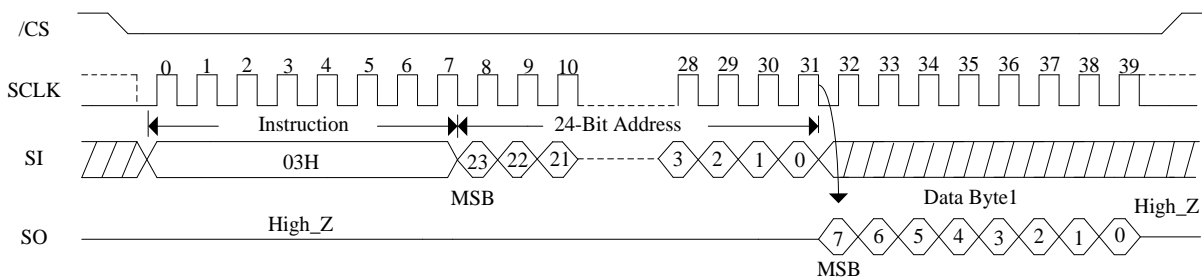 /CS
0 1 2 3 4 5 6 7 8 9 10 28 29 30 31 32 33 34 35 36 37 38 39
SCLK
Instruction 24-Bit Address
SI 03H 23 22 21 3 2 1 0
MSB Data Byte1
High_Z High_Z
SO 7 6 5 4 3 2 1 0
MSB